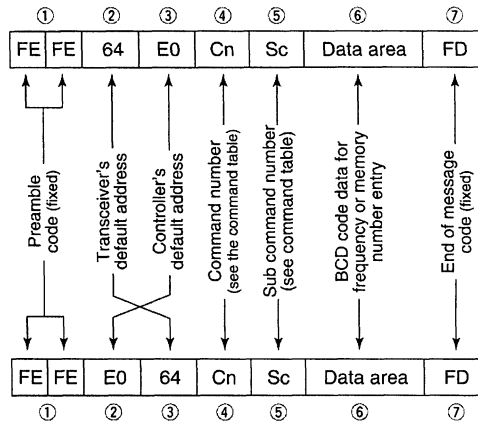 ① ② ③ ④ ⑤ ⑥ ⑦
FE FE 64 E0 Cn Sc Data area FD
Preamble
code (fixed)
Transceiver's
default address
Controller's
default address
Command number
(see the command table)
Sub command number
(see command table)
BCD code data for
frequency or memory
number entry
End of message
code (fixed)
FE FE E0 64 Cn Sc Data area FD
① ② ③ ④ ⑤ ⑥ ⑦